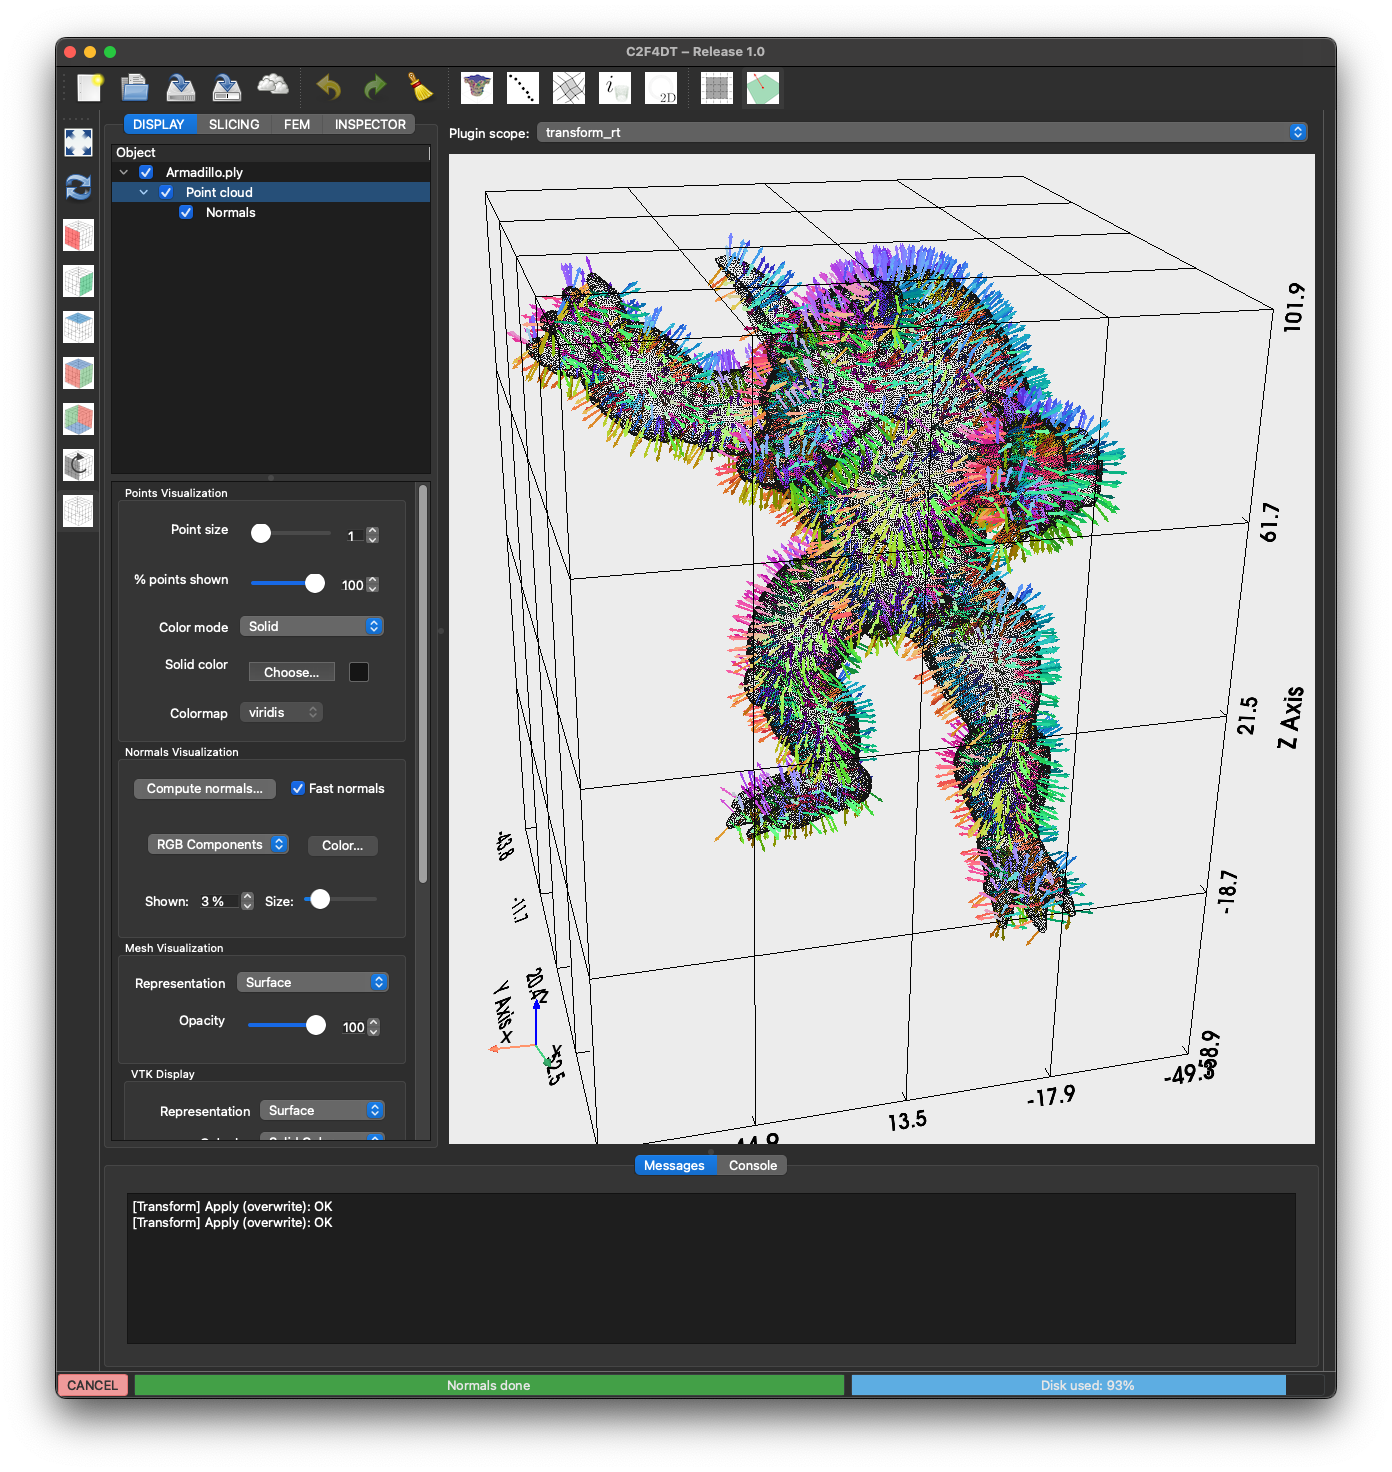 C2F4DT – Release 1.0
i
2D
DISPLAY
SLICING
FEM
INSPECTOR
Plugin scope:
transform_rt
Object
Armadillo.ply
Point cloud
Normals
Points Visualization
Point size
1
% points shown
100
Color mode
Solid
Solid color
Choose...
Colormap
viridis
Normals Visualization
Compute normals...
Fast normals
RGB Components
Color...
Shown:
3 %
Size:
Mesh Visualization
Representation
Surface
Opacity
100
VTK Display
Representation
Surface
101.9
61.7
21.5
Z Axis
-18.7
-58.9
-49.3
-17.9
13.5
44.9
-43.8
-11.7
20.4
Y Axis
Z
X
Messages
Console
[Transform] Apply (overwrite): OK
[Transform] Apply (overwrite): OK
CANCEL
Normals done
Disk used: 93%